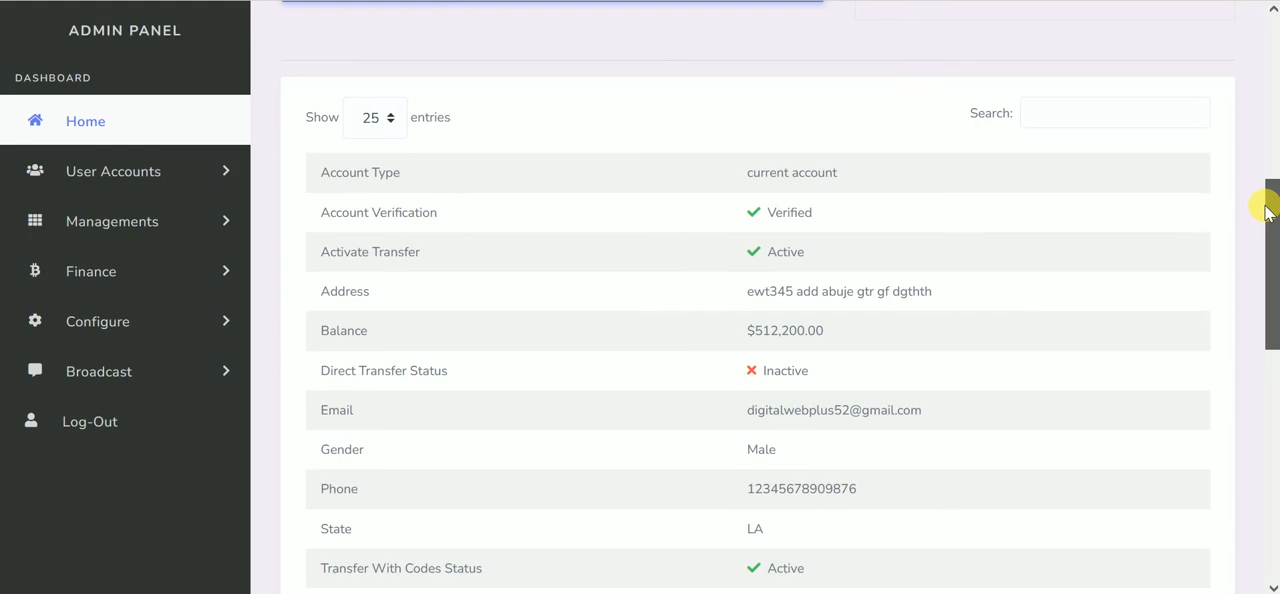 ADMIN PANEL
DASHBOARD
Home
User Accounts
Managements
Finance
Configure
Broadcast
Log-Out
Show 25 entries
Search:
Account Type current account
Account Verification Verified
Activate Transfer Active
Address ewt345 add abuje gtr gf dgthth
Balance $512,200.00
Direct Transfer Status Inactive
Email digitalwebplus52@gmail.com
Gender Male
Phone 12345678909876
State LA
Transfer With Codes Status Active